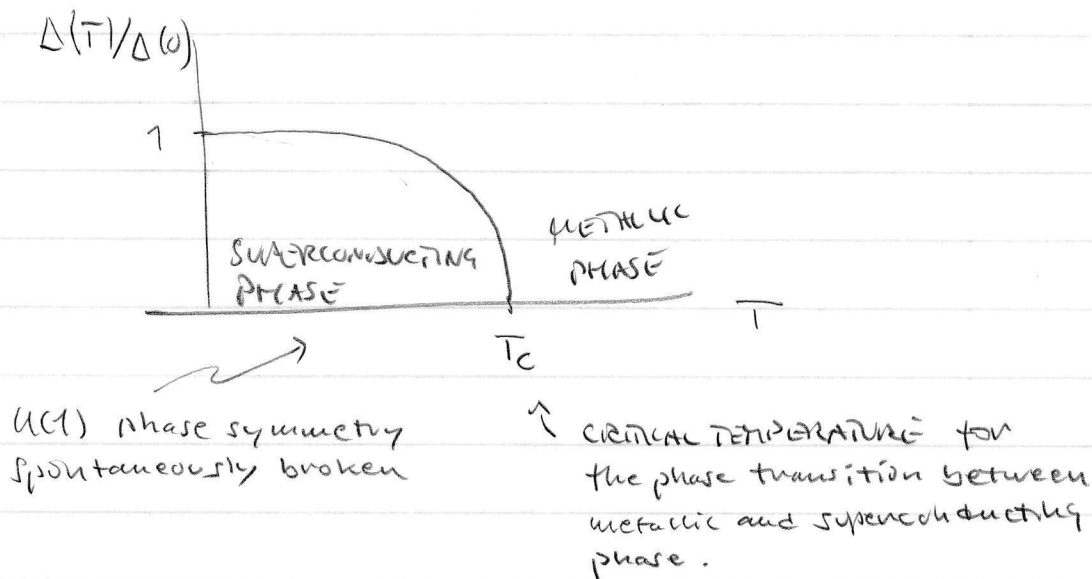 Δ(T)/Δ(0)
1
SUPERCONDUCTING
PHASE
METALLIC
PHASE
T
Tc
U(1) phase symmetry
spontaneously broken
↑ CRITICAL TEMPERATURE for
the phase transition between
metallic and superconducting
phase.